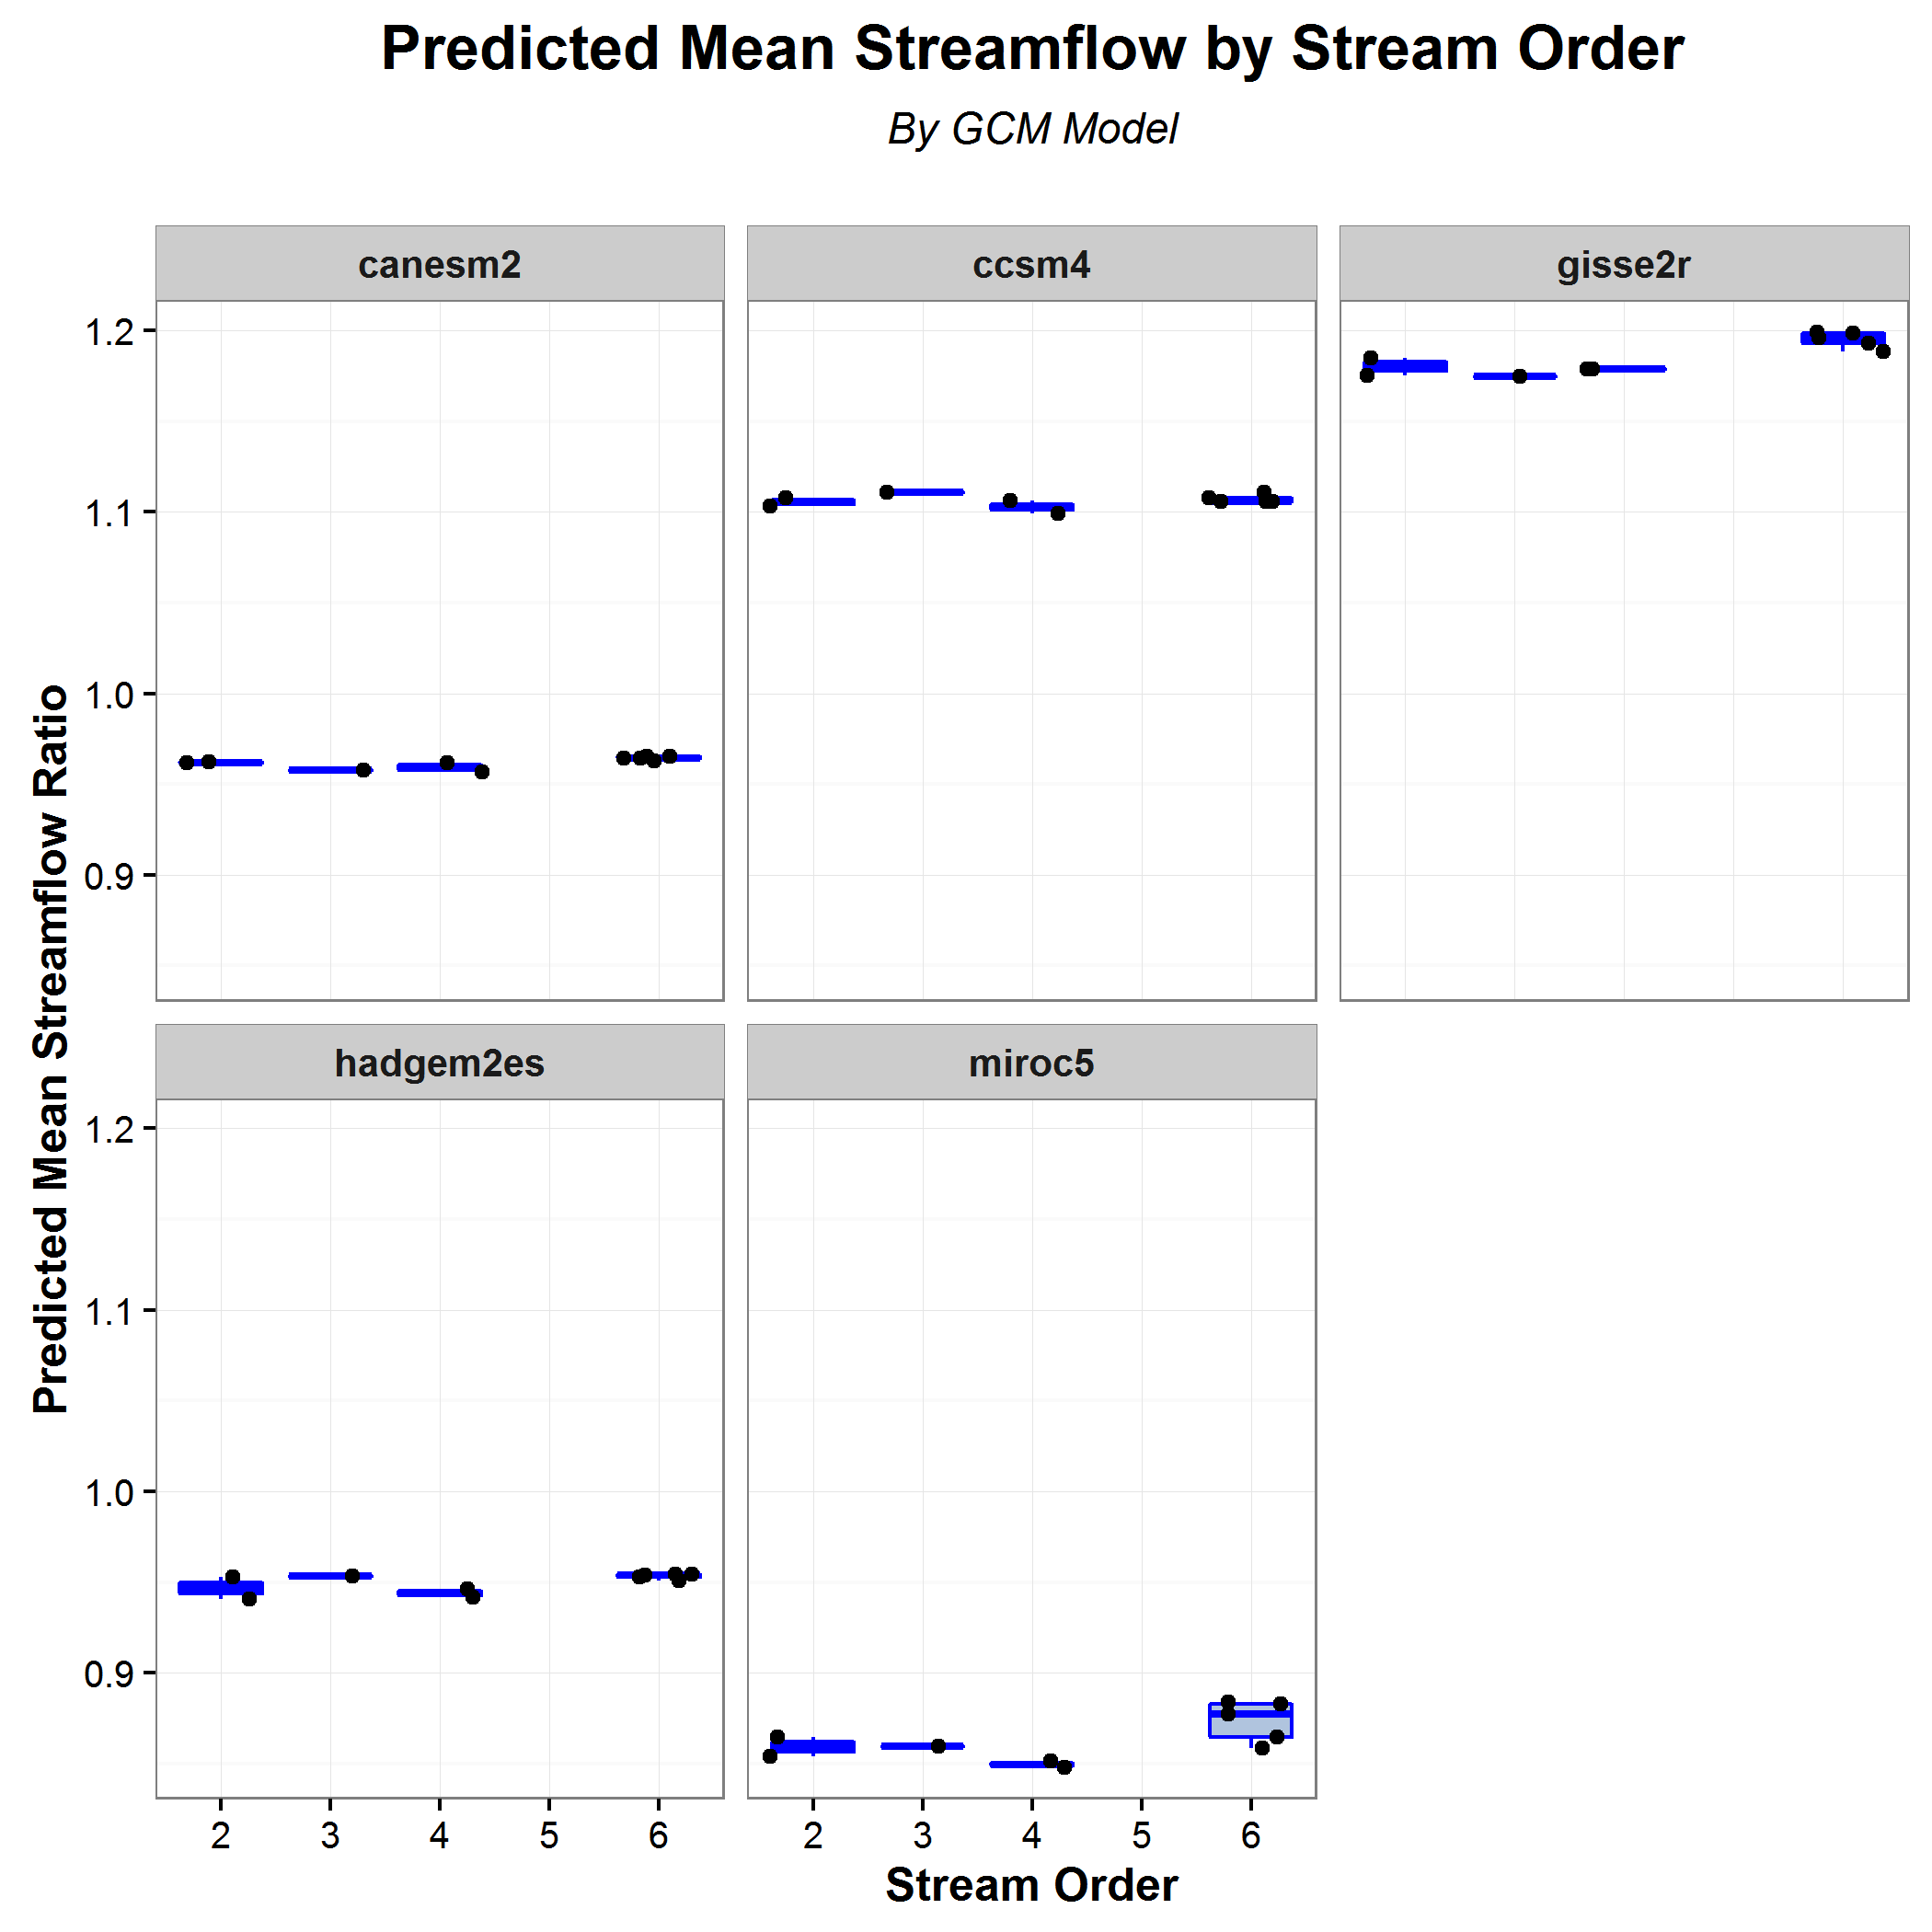 Predicted Mean Streamflow by Stream Order
By GCM Model
canesm2
ccsm4
gisse2r
1.2
1.1
1.0
0.9
Predicted Mean Streamflow Ratio
hadgem2es
miroc5
1.2
1.1
1.0
0.9
2 3 4 5 6
2 3 4 5 6
Stream Order